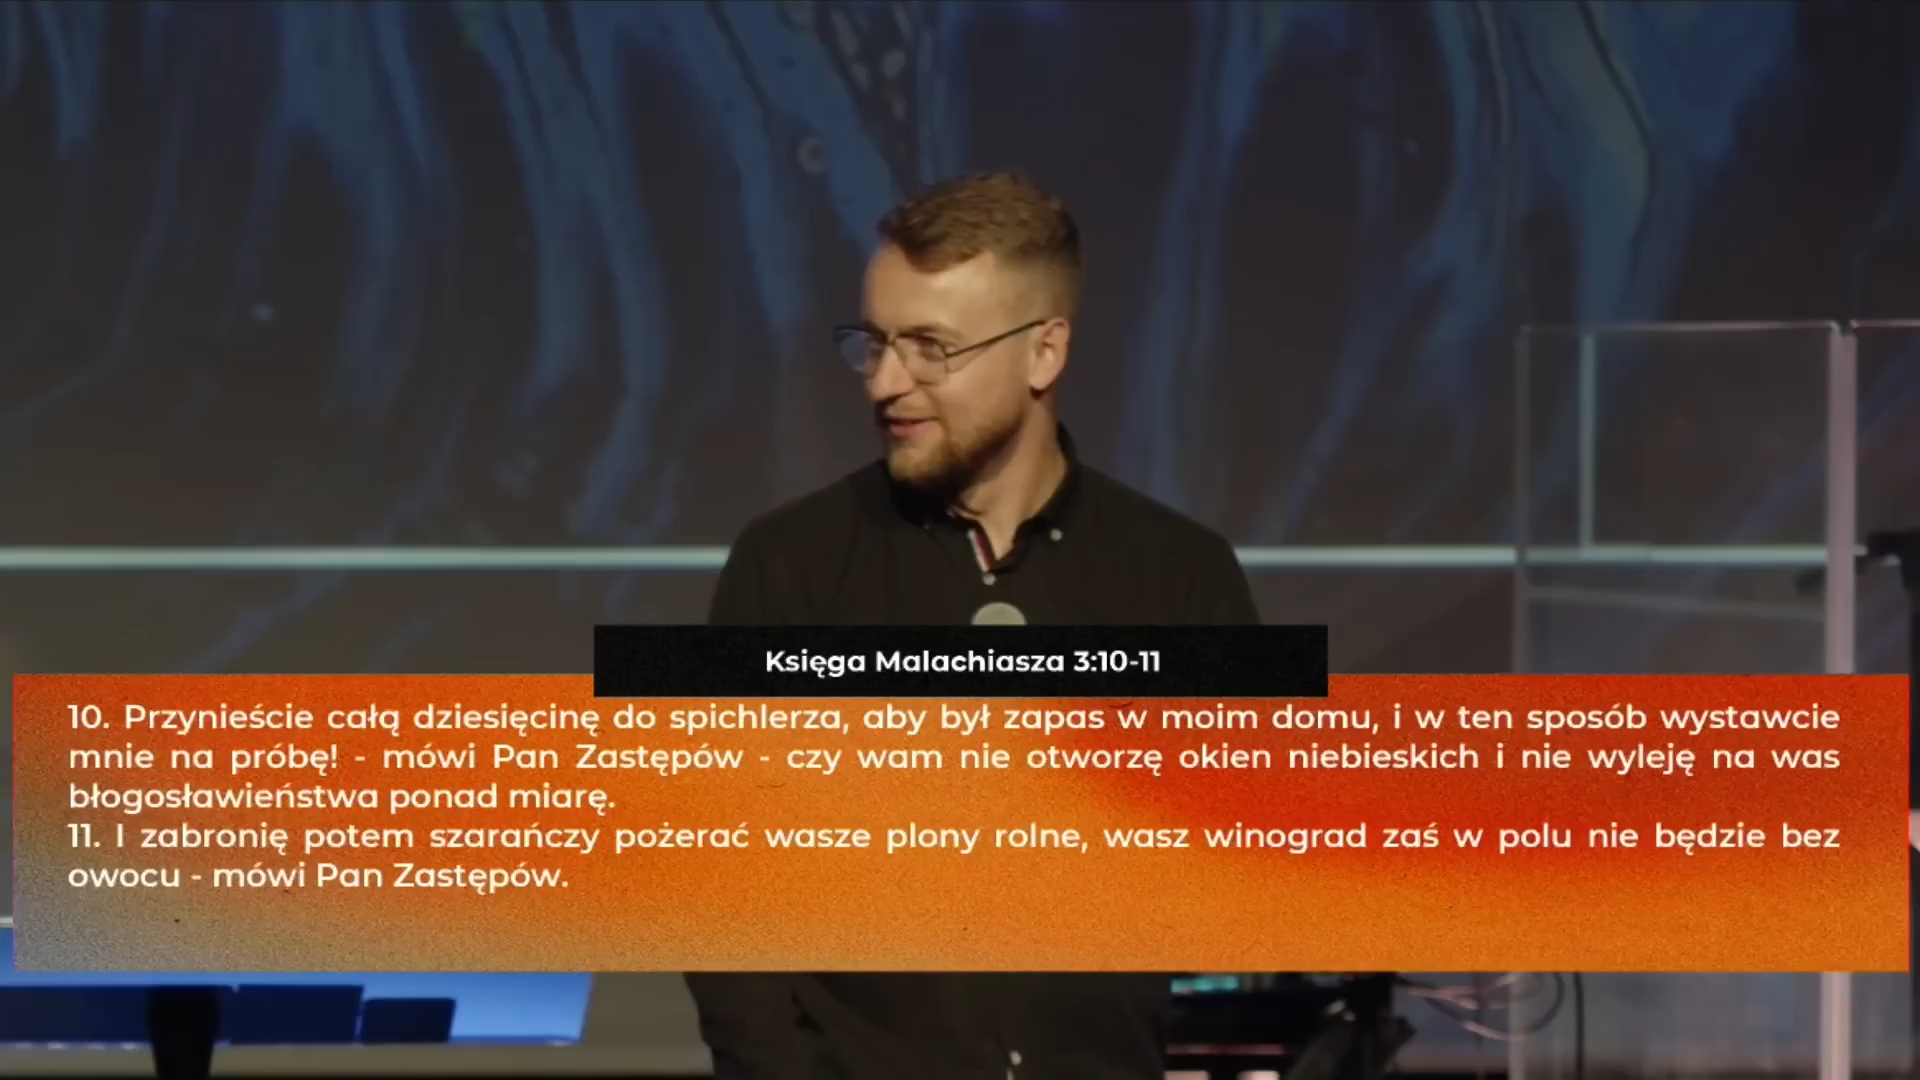 Księga Malachiasza 3:10-11
10. Przynieście całą dziesięcinę do spichlerza, aby był zapas w moim domu, i w ten sposób wystawcie
mnie na próbę! - mówi Pan Zastępów - czy wam nie otworzę okien niebieskich i nie wyleję na was
błogosławieństwa ponad miarę.
11. I zabronię potem szarańczy pożerać wasze plony rolne, wasz winograd zaś w polu nie będzie bez
owocu - mówi Pan Zastępów.